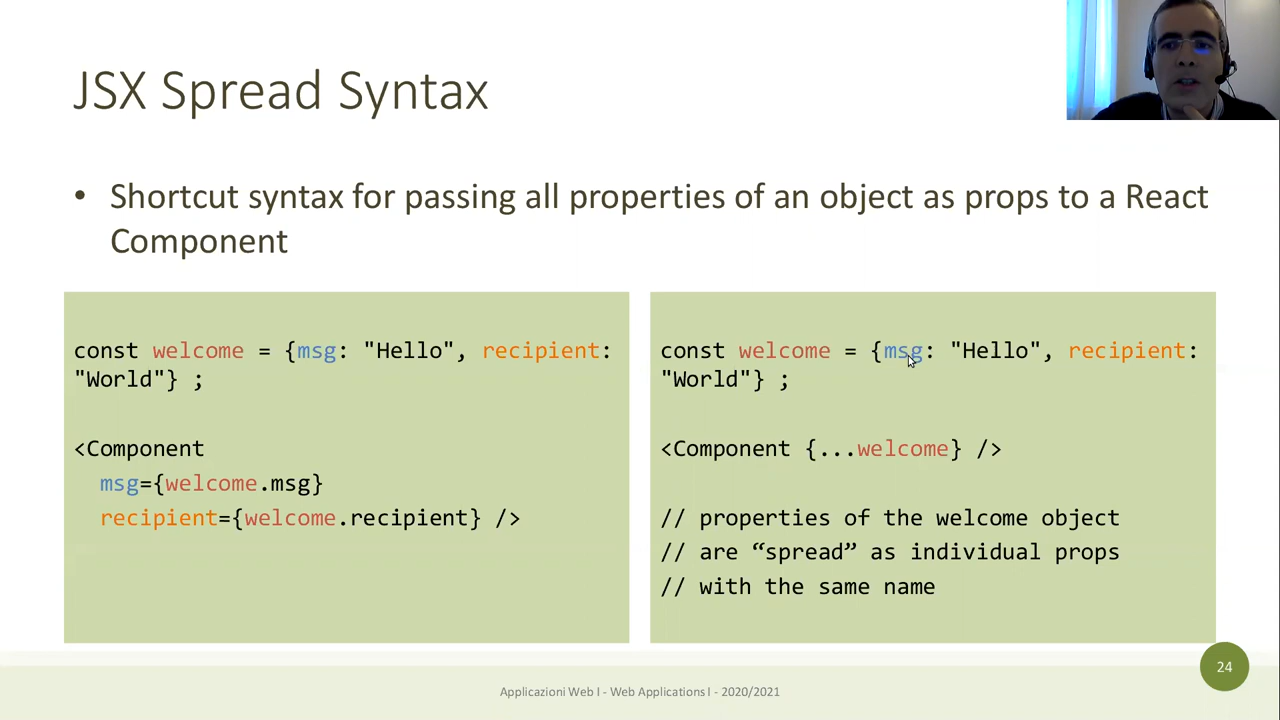 JSX Spread Syntax
• Shortcut syntax for passing all properties of an object as props to a React
Component
const welcome = {msg: "Hello", recipient:
"World"} ;
<Component
msg={welcome.msg}
recipient={welcome.recipient} />
const welcome = {msg: "Hello", recipient:
"World"} ;
<Component {...welcome} />
// properties of the welcome object
// are “spread” as individual props
// with the same name
Applicazioni Web I - Web Applications I - 2020/2021
24